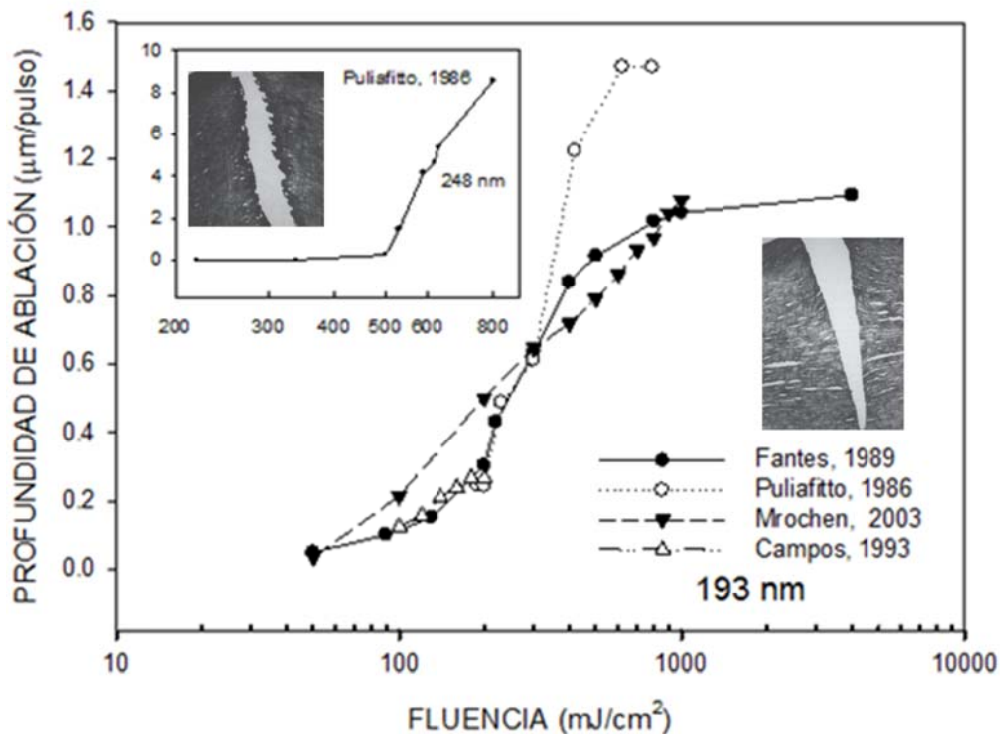 PROFUNDIDAD DE ABLACIÓN (µm/pulso)
1.6
1.4
1.2
1.0
0.8
0.6
0.4
0.2
0.0
10
8
6
4
2
0
Puliafitto, 1986
248 nm
200 300 400 500 600 800
Fantes, 1989
Puliafitto, 1986
Mrochen, 2003
Campos, 1993
193 nm
10 100 1000 10000
FLUENCIA (mJ/cm²)